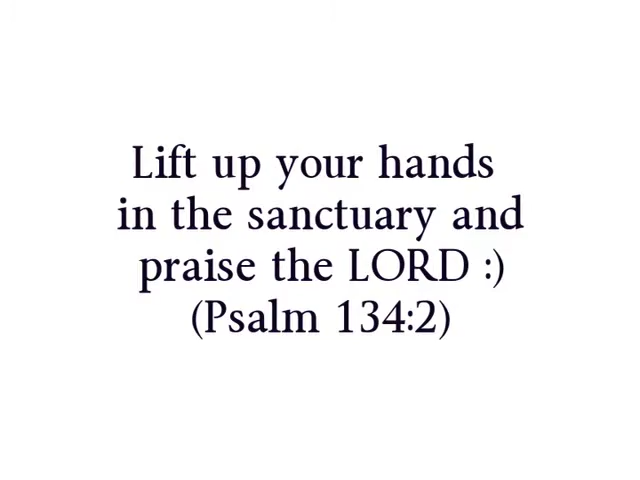 Lift up your hands
in the sanctuary and
praise the LORD :)
(Psalm 134:2)